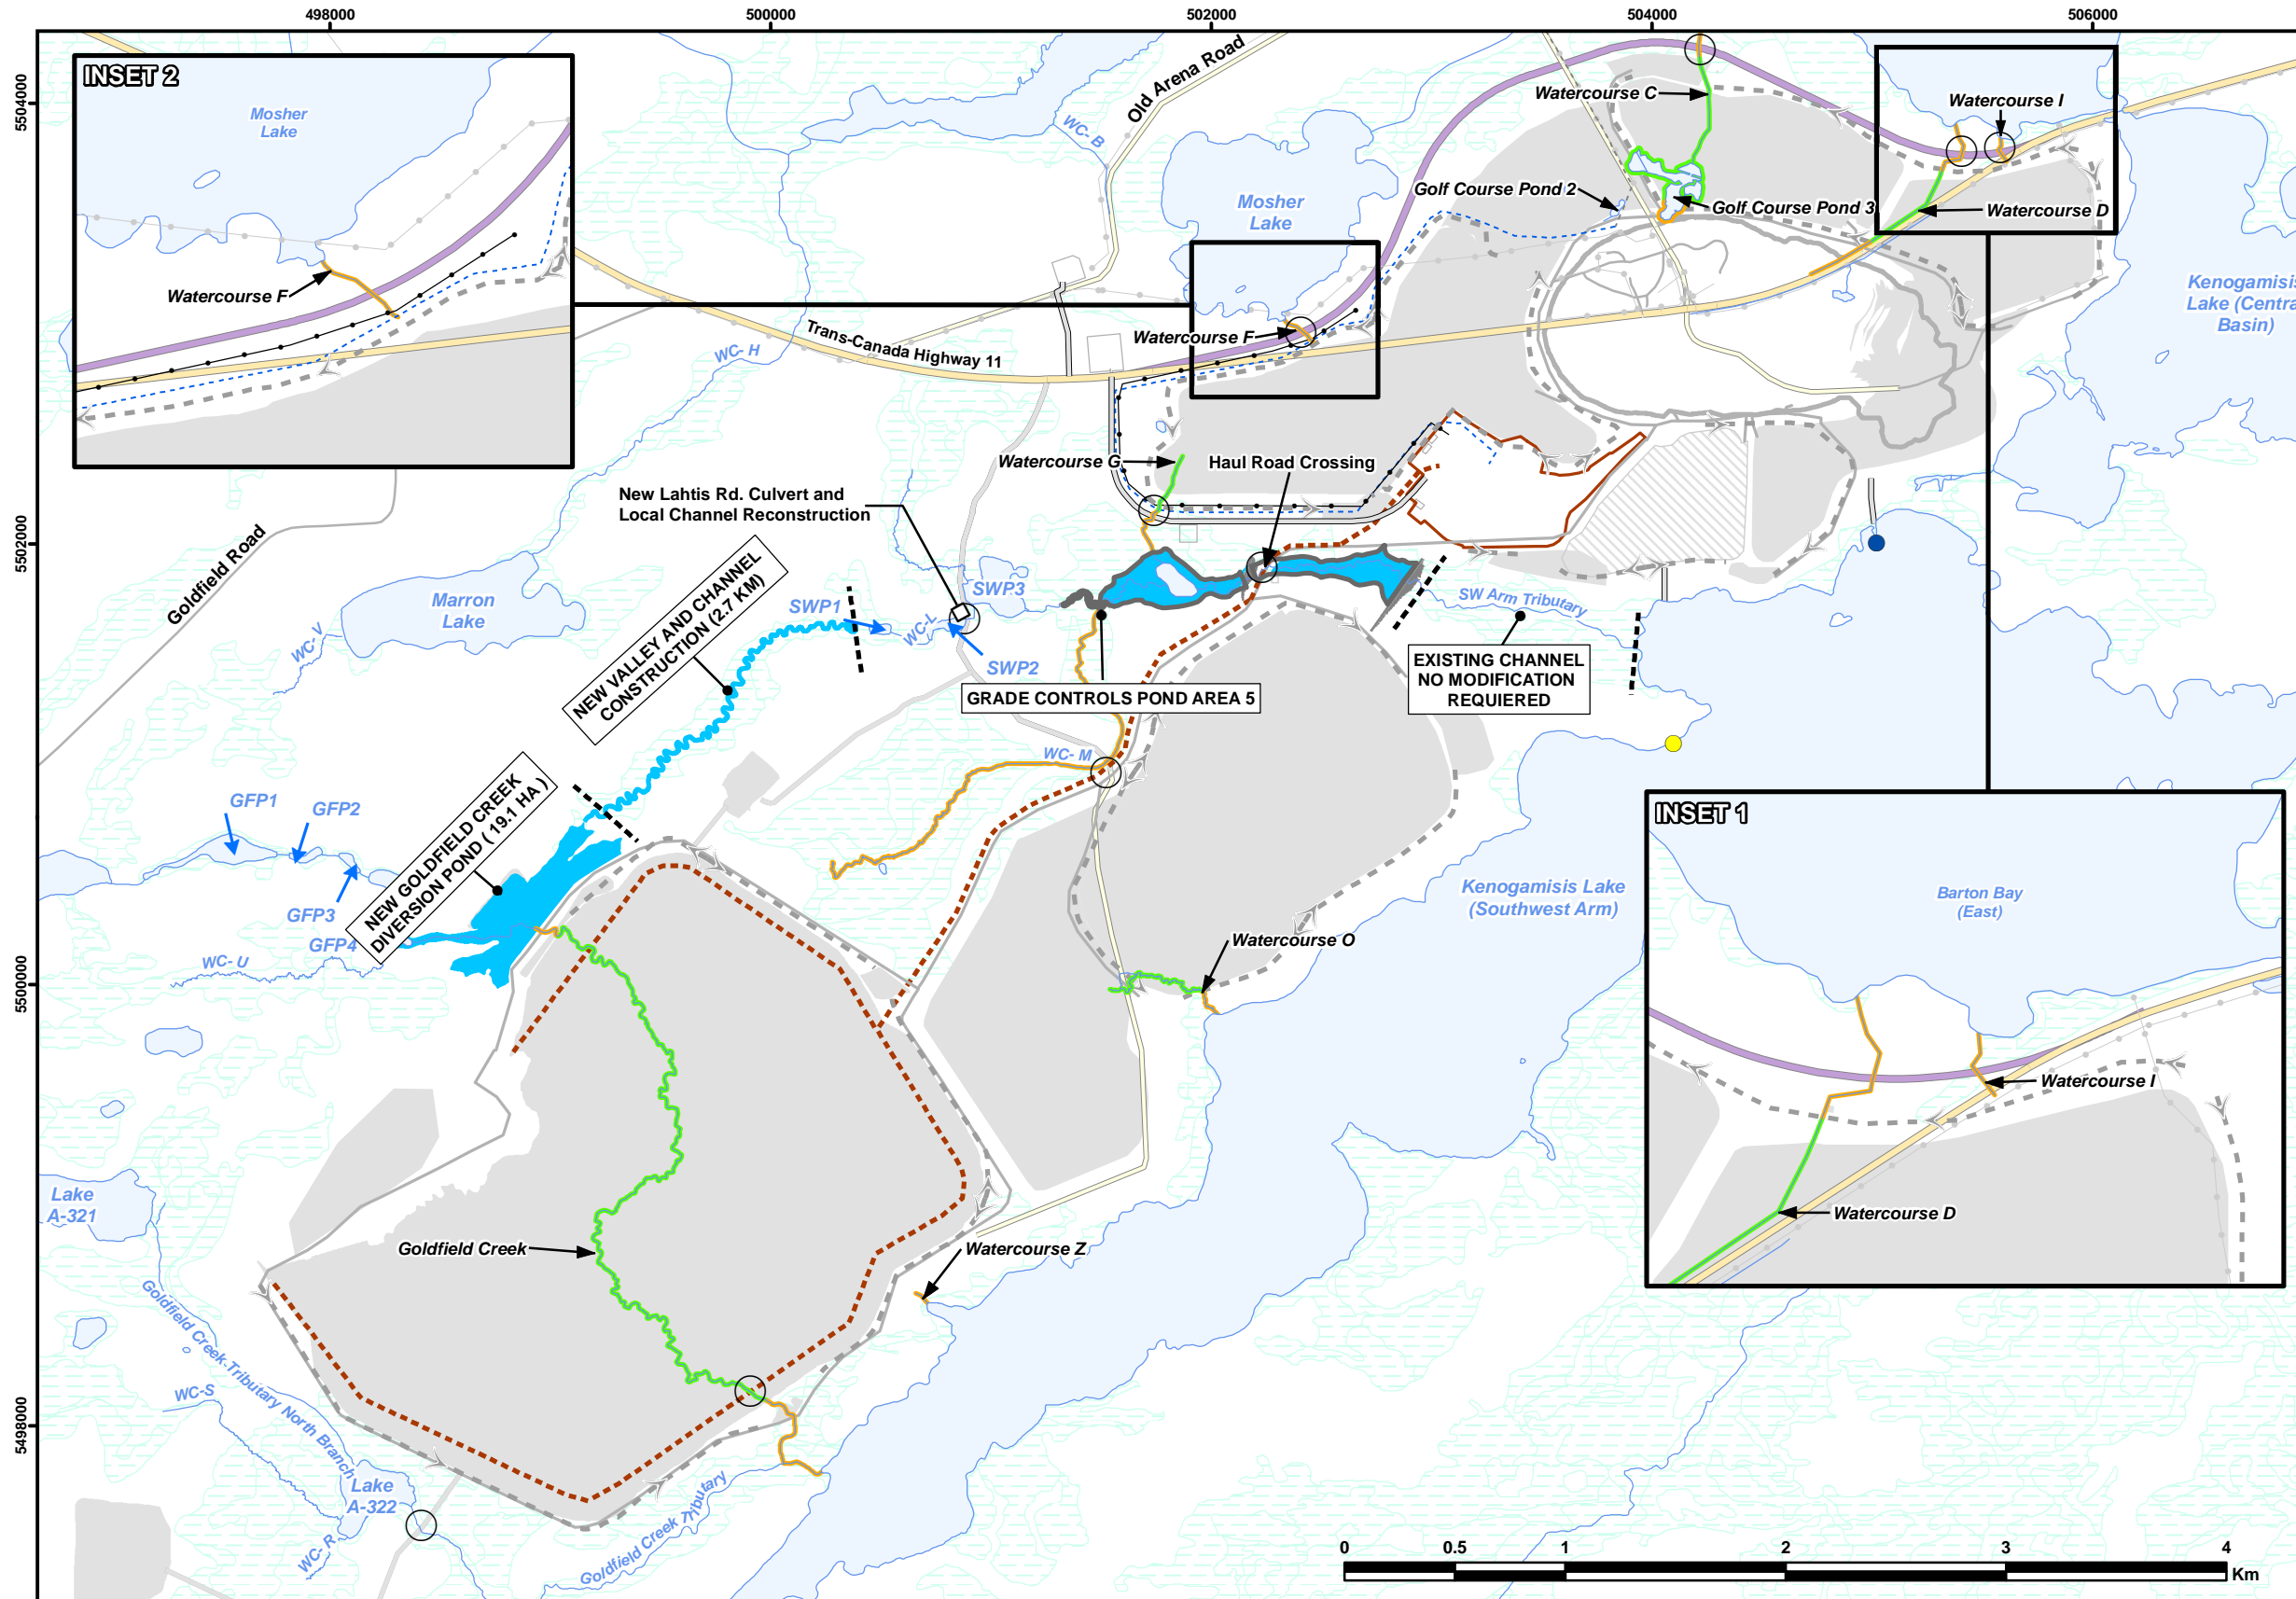 498000
500000
502000
504000
506000
5504000
5502000
5500000
5498000
INSET 2
Mosher
Lake
Watercourse F
Old Arena Road
WC- B
Mosher
Lake
Watercourse C
Golf Course Pond 2
Golf Course Pond 3
Watercourse I
Watercourse D
Kenogamis
Lake (Centra
Basin)
Trans-Canada Highway 11
WC- H
Watercourse F
Watercourse G
Haul Road Crossing
New Lahtis Rd. Culvert and
Local Channel Reconstruction
Goldfield Road
Marron
Lake
WC- V
NEW VALLEY AND CHANNEL
CONSTRUCTION (2.7 KM)
SWP1
WC-L
SWP3
SWP2
SW Arm Tributary
GRADE CONTROLS POND AREA 5
EXISTING CHANNEL
NO MODIFICATION
REQUIERED
WC- M
GFP1
GFP2
GFP3
GFP4
WC- U
NEW GOLDFIELD CREEK
DIVERSION POND ( 19.1 HA )
Kenogamisis Lake
(Southwest Arm)
Watercourse O
INSET 1
Barton Bay
(East)
Watercourse I
Watercourse D
Lake
A-321
Goldfield Creek
Watercourse Z
Goldfield Creek-Tributary North Branch
WC-S
Lake
A-322
WC- R
Goldfield Creek Tributary
0
0.5
1
2
3
4
Km